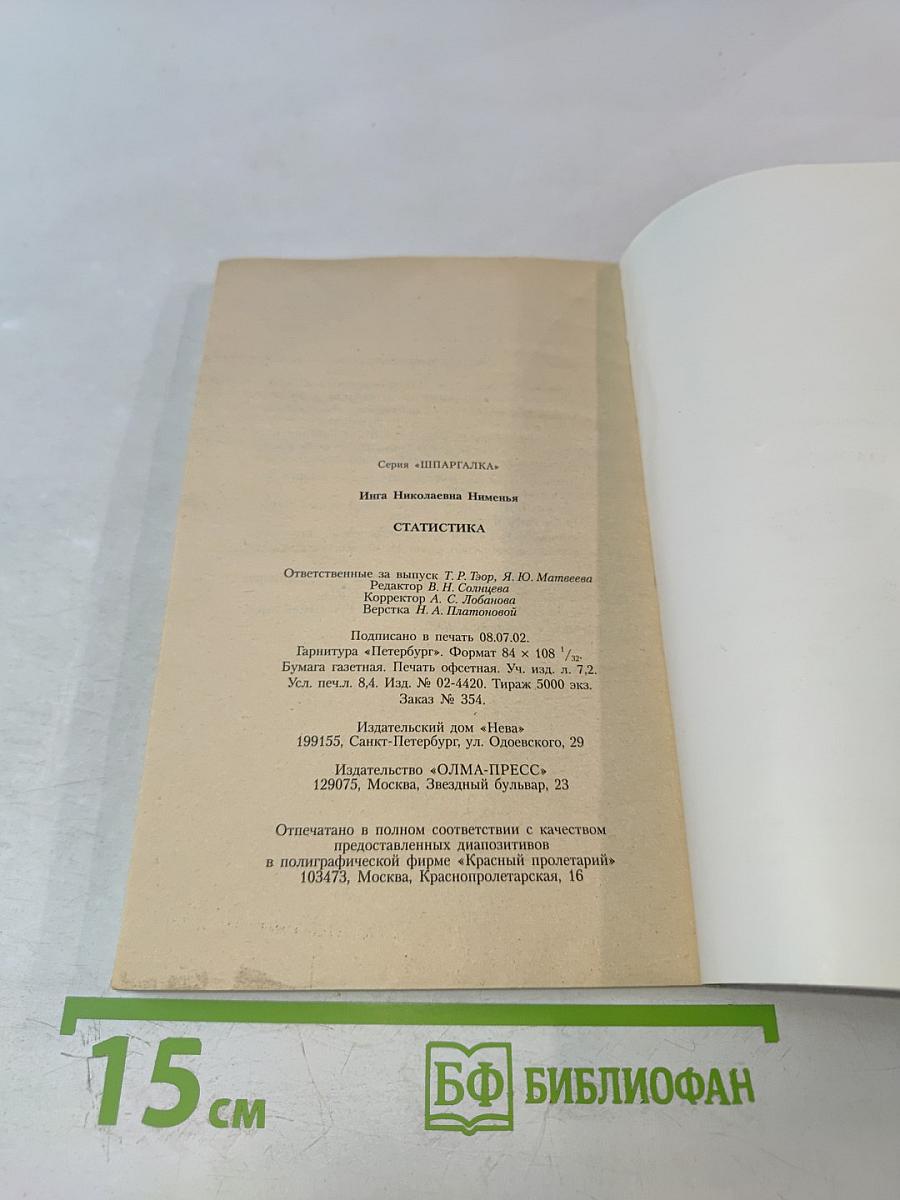 Серия «ШПАРГАЛКА»
Инга Николаевна Нименья
СТАТИСТИКА
Ответственные за выпуск Т. Р. Тэор, Я. Ю. Матвеева
Редактор В. Н. Солнцева
Корректор А. С. Лобанова
Верстка Н. А. Платоновой
Подписано в печать 08.07.02.
Гарнитура «Петербург». Формат 84 × 108 1/32.
Бумага газетная. Печать офсетная. Уч. изд. л. 7,2.
Усл. печ.л. 8,4. Изд. № 02-4420. Тираж 5000 экз.
Заказ № 354.
Издательский дом «Нева»
199155, Санкт-Петербург, ул. Одоевского, 29
Издательство «ОЛМА-ПРЕСС»
129075, Москва, Звездный бульвар, 23
Отпечатано в полном соответствии с качеством
предоставленных диапозитивов
в полиграфической фирме «Красный пролетарий»
103473, Москва, Краснопролетарская, 16
15 см
БФ БИБЛИОФАН